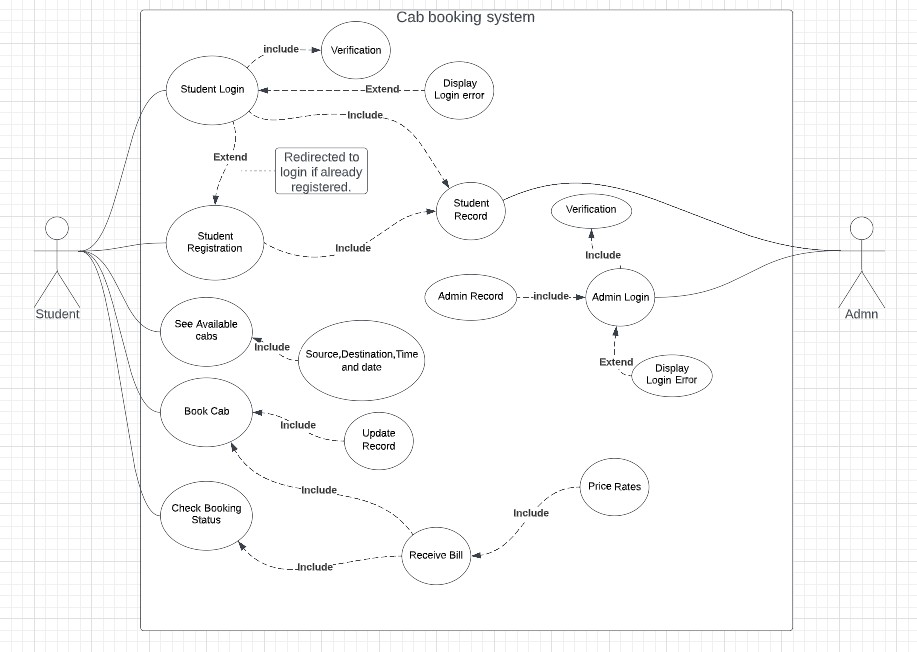 Cab booking system
include
Verification
Student Login
Extend
Display
Login error
Include
Extend
Redirected to
login if already
registered.
Student
Record
Verification
Student
Registration
Include
Include
Admin Record
include
Admin Login
Student
Admn
See Available
cabs
Include
Source,Destination,Time
and date
Extend
Display
Login Error
Book Cab
Include
Update
Record
Include
Price Rates
Include
Check Booking
Status
Include
Receive Bill